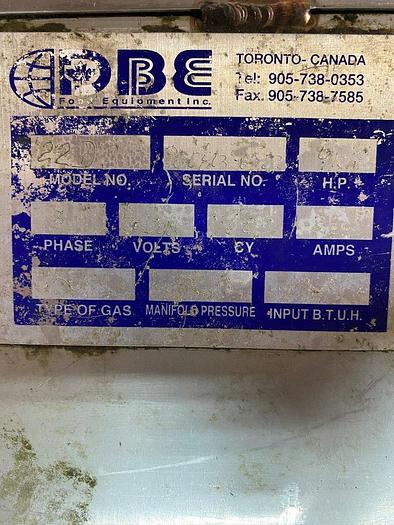 DBE
Food Equipment Inc.
TORONTO- CANADA
Tel: 905-738-0353
Fax. 905-738-7585
MODEL NO. SERIAL NO. H.P.
PHASE VOLTS CY AMPS
TYPE OF GAS MANIFOLD PRESSURE INPUT B.T.U.H.